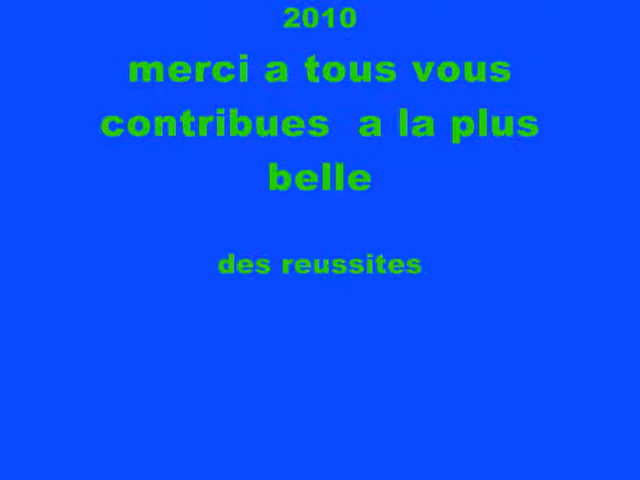 2010
merci a tous vous
contribues a la plus
belle
des reussites